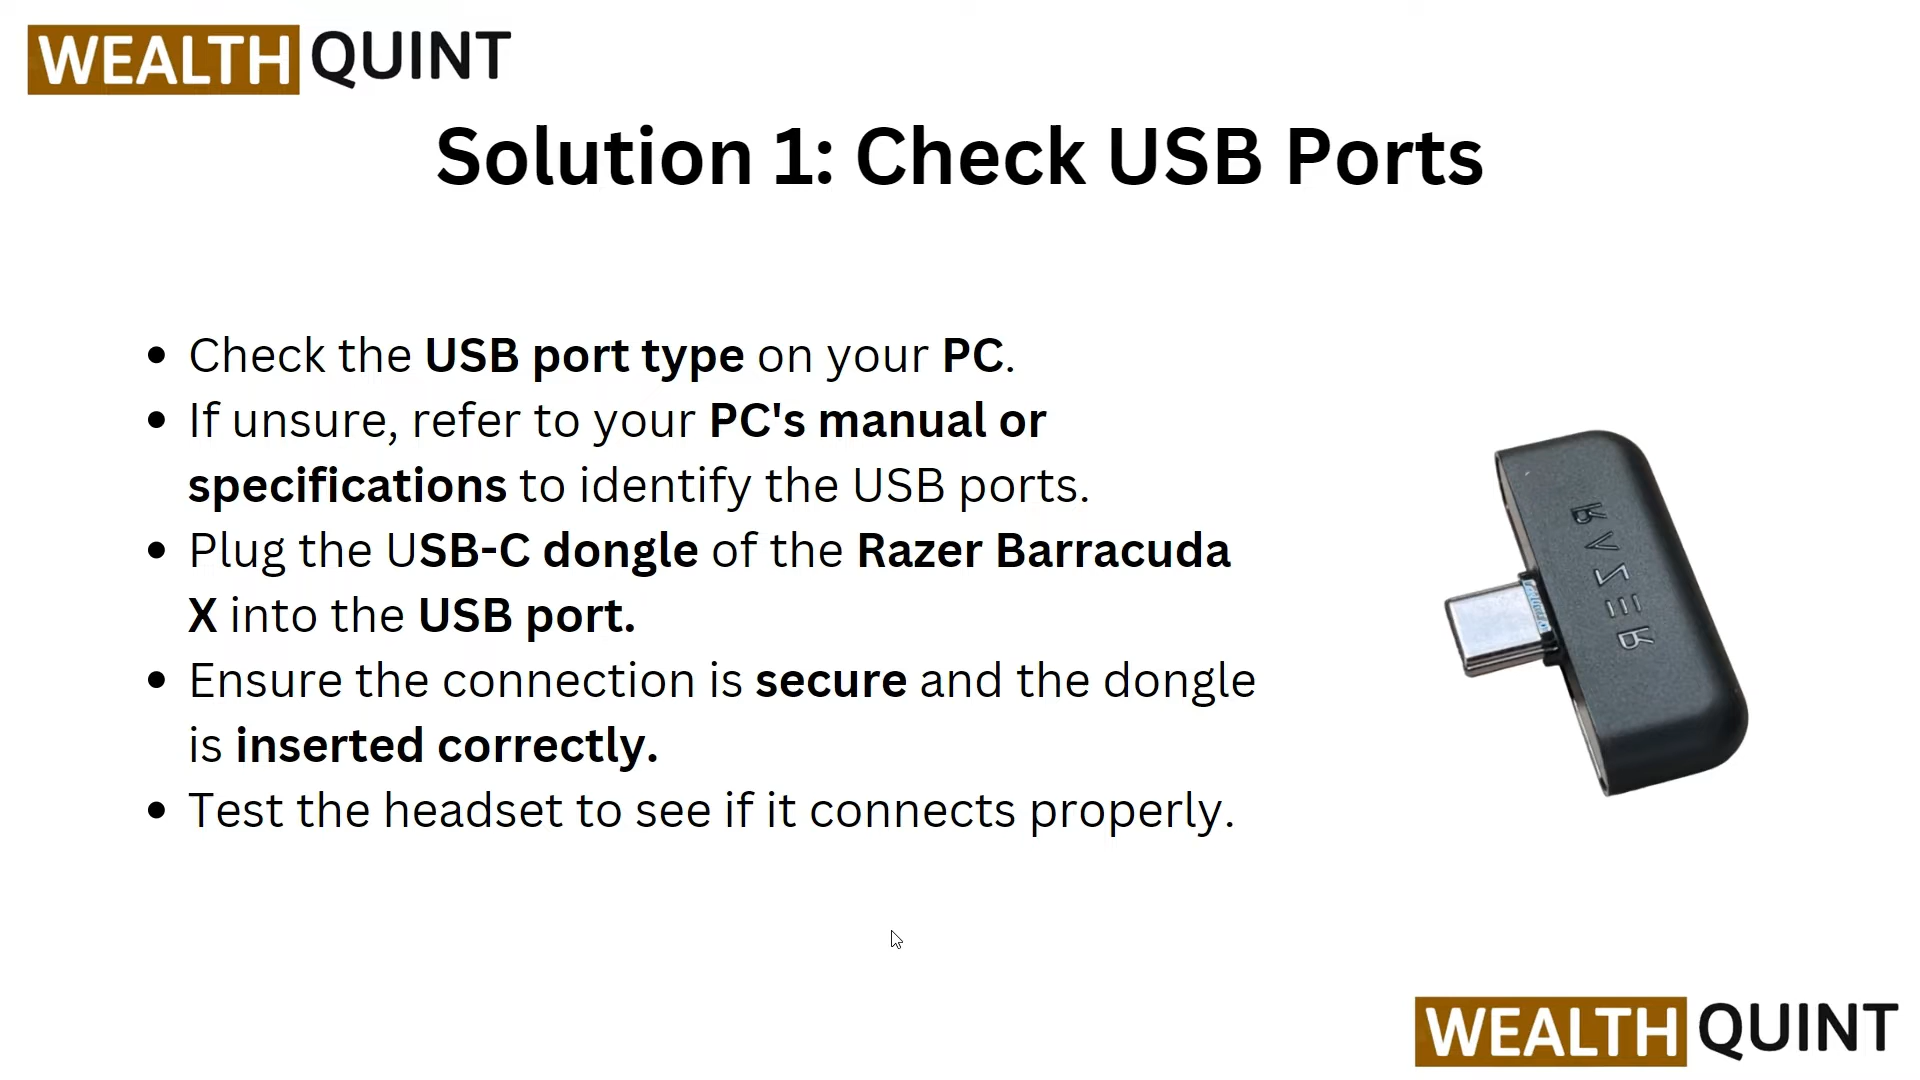 WEALTH QUINT
Solution 1: Check USB Ports
• Check the USB port type on your PC.
• If unsure, refer to your PC's manual or
specifications to identify the USB ports.
• Plug the USB-C dongle of the Razer Barracuda
X into the USB port.
• Ensure the connection is secure and the dongle
is inserted correctly.
• Test the headset to see if it connects properly.
RAZER
WEALTH QUINT